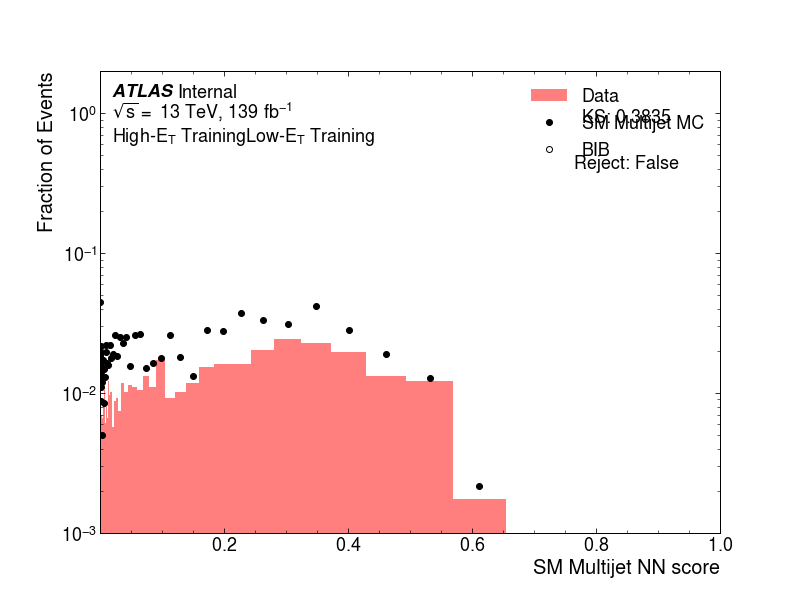 ATLAS Internal
√s = 13 TeV, 139 fb⁻¹
High-E_T TrainingLow-E_T Training
Data
KS: 0.3835
SM Multijet MC
BIB
Reject: False
Fraction of Events
10⁰
10⁻¹
10⁻²
10⁻³
0.2 0.4 0.6 0.8 1.0
SM Multijet NN score